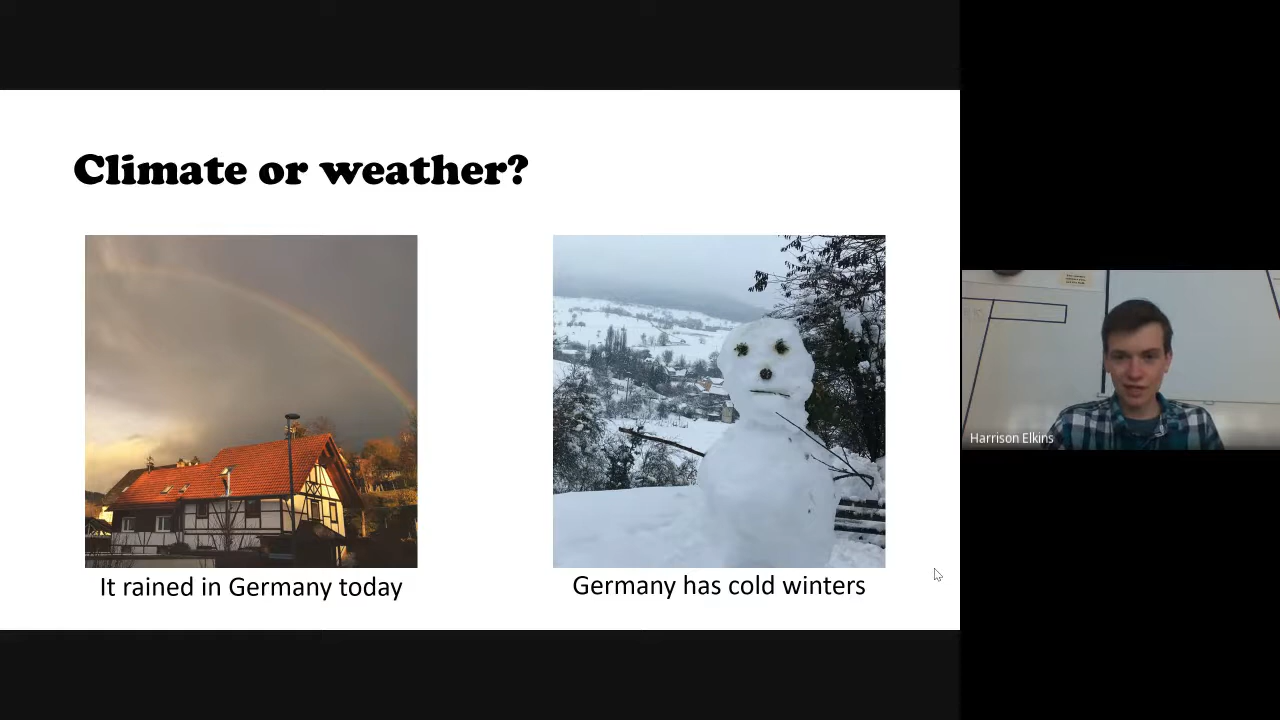 Climate or weather?
It rained in Germany today
Germany has cold winters
Harrison Elkins